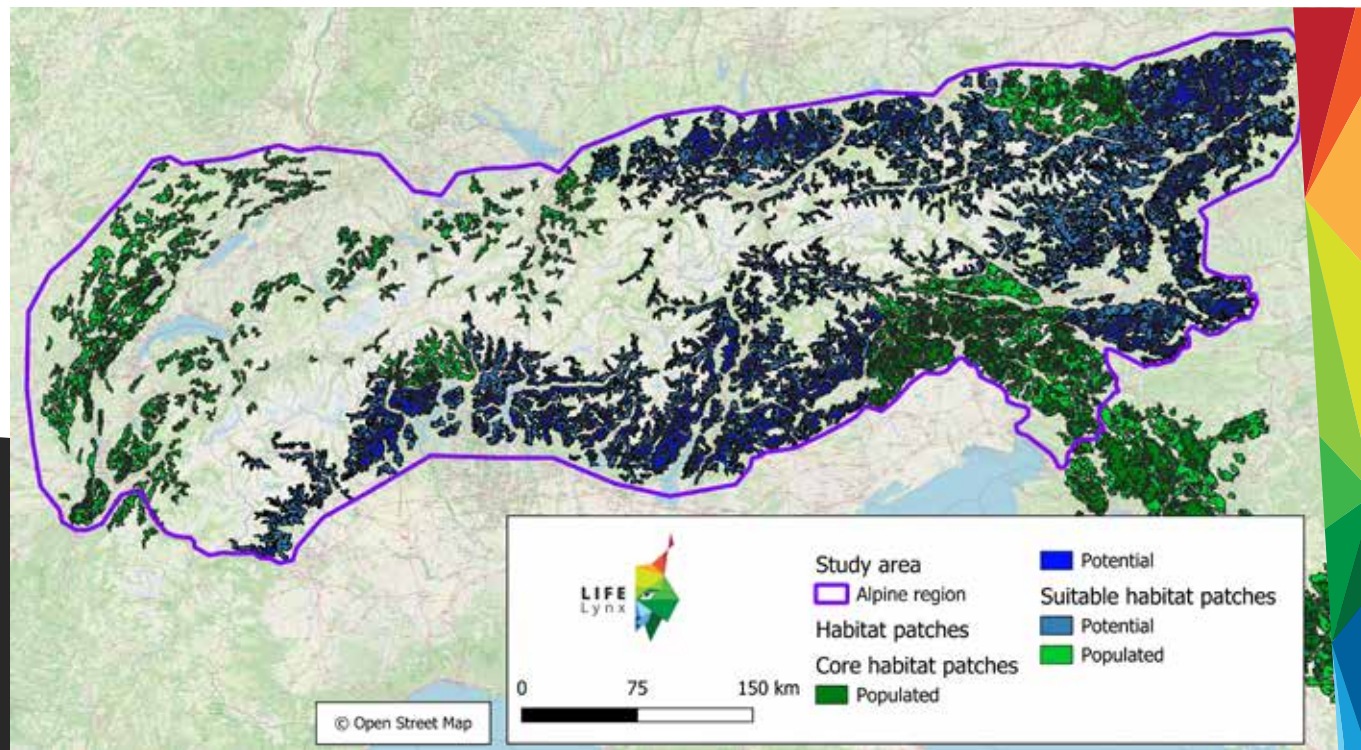 LIFE
Lynx
0 75 150 km
© Open Street Map
Study area
Alpine region
Habitat patches
Core habitat patches
Populated
Potential
Suitable habitat patches
Potential
Populated